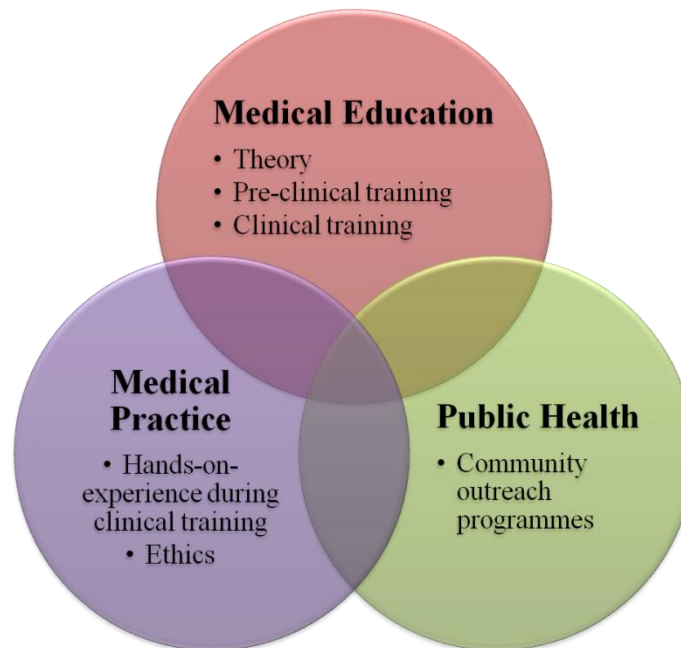 Medical Education
• Theory
• Pre-clinical training
• Clinical training
Medical
Practice
• Hands-on-
experience during
clinical training
• Ethics
Public Health
• Community
outreach
programmes